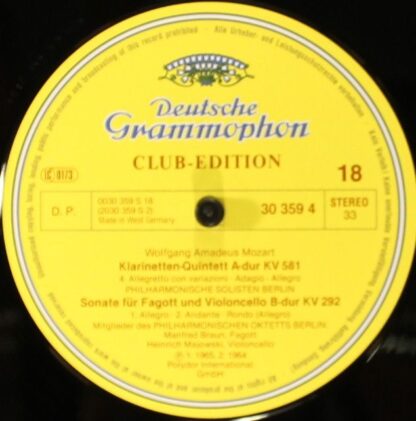 Deutsche
Grammophon
CLUB-EDITION
18
D. P.
0030 359 S 18
(2030 359 S 2)
Made in West Germany
30 359 4
STEREO
33
Wolfgang Amadeus Mozart
Klarinetten-Quintett A-dur KV 581
4. Allegretto con variazioni · Adagio · Allegro
PHILHARMONISCHE SOLISTEN BERLIN
Sonate für Fagott und Violoncello B-dur KV 292
1. Allegro · 2. Andante · Rondo (Allegro)
Mitglieder des PHILHARMONISCHEN OKTETTS BERLIN:
Manfred Braun, Fagott
Heinrich Majowski, Violoncello
Ⓟ 1: 1965, 2: 1964
Polydor International
GmbH